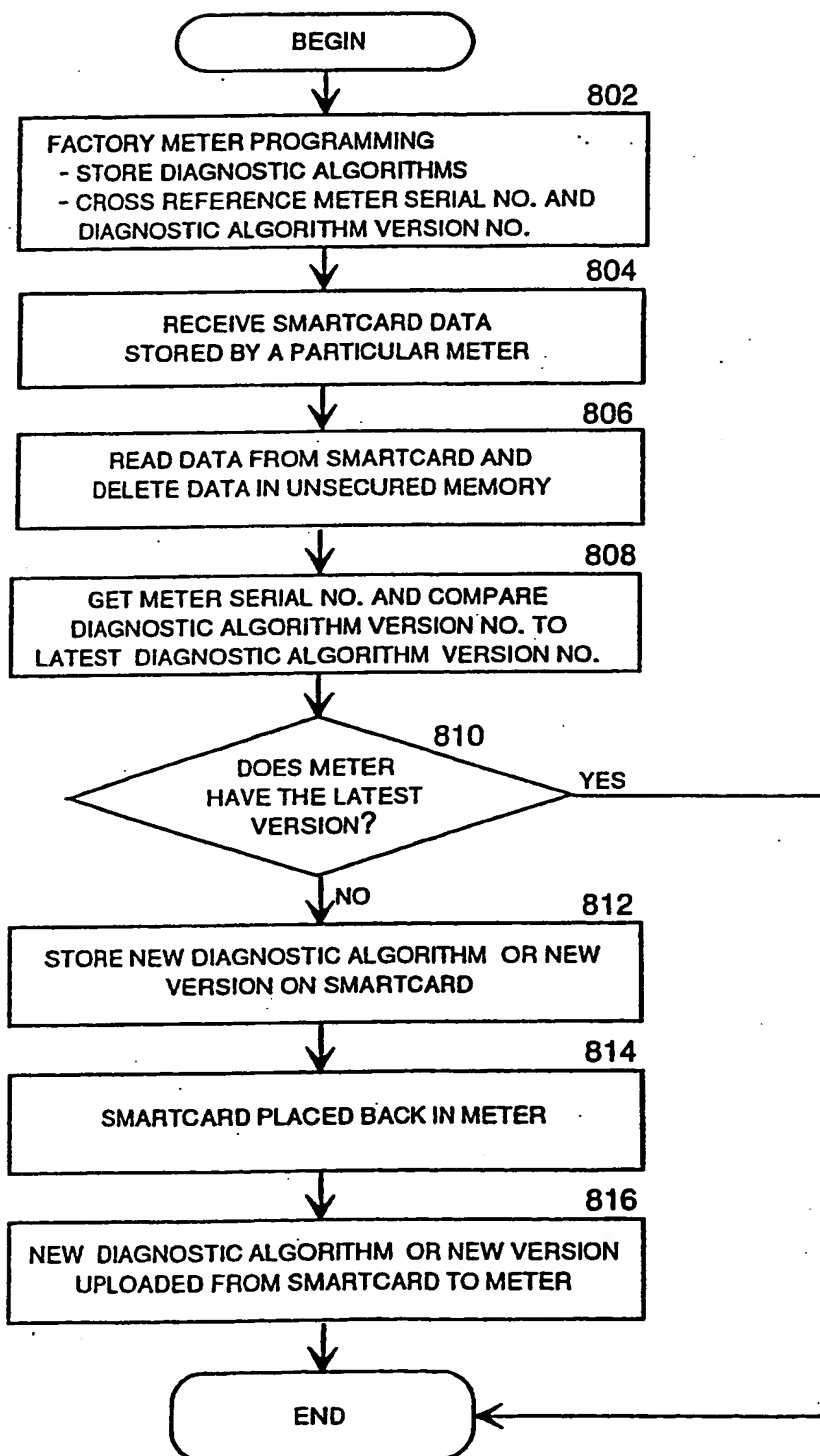 BEGIN
802
FACTORY METER PROGRAMMING
- STORE DIAGNOSTIC ALGORITHMS
- CROSS REFERENCE METER SERIAL NO. AND
DIAGNOSTIC ALGORITHM VERSION NO.
804
RECEIVE SMARTCARD DATA
STORED BY A PARTICULAR METER
806
READ DATA FROM SMARTCARD AND
DELETE DATA IN UNSECURED MEMORY
808
GET METER SERIAL NO. AND COMPARE
DIAGNOSTIC ALGORITHM VERSION NO. TO
LATEST DIAGNOSTIC ALGORITHM VERSION NO.
810
DOES METER
HAVE THE LATEST
VERSION?
YES
NO
812
STORE NEW DIAGNOSTIC ALGORITHM OR NEW
VERSION ON SMARTCARD
814
SMARTCARD PLACED BACK IN METER
816
NEW DIAGNOSTIC ALGORITHM OR NEW VERSION
UPLOADED FROM SMARTCARD TO METER
END